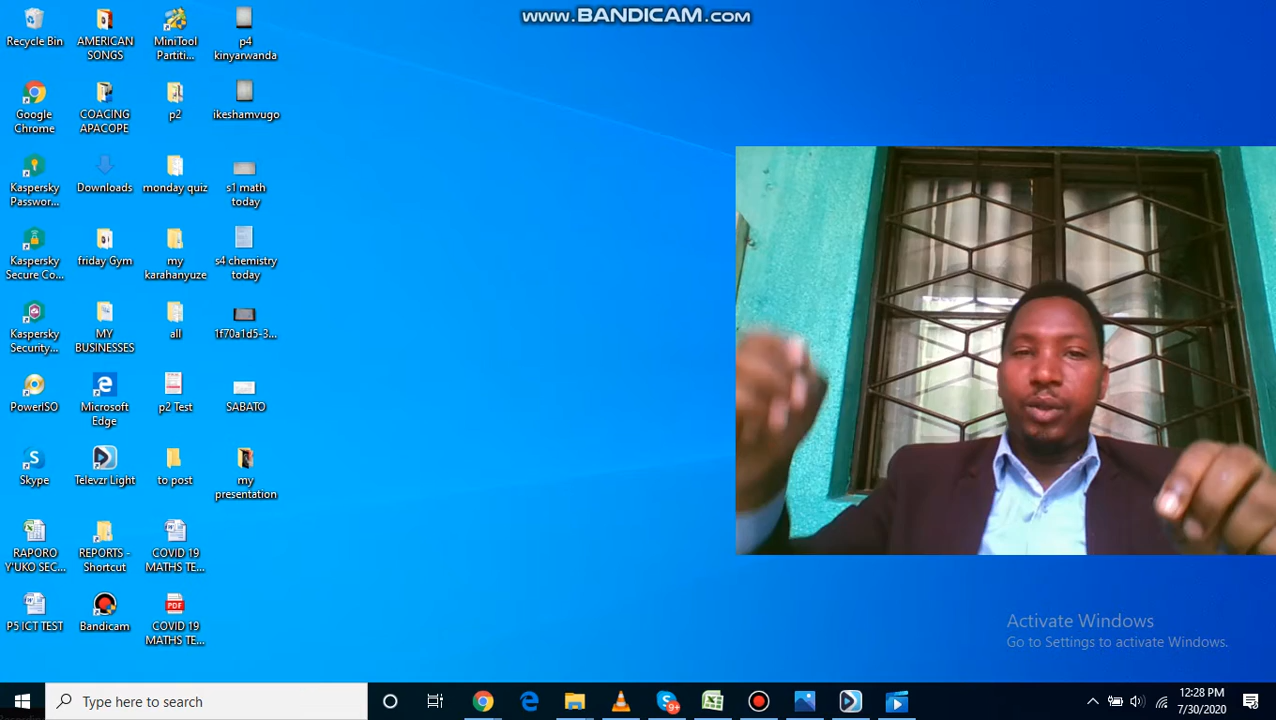 www.BANDICAM.com
Recycle Bin
AMERICAN
SONGS
MiniTool
Partiti...
p4
kinyarwanda
Google
Chrome
COACING
APACOPE
p2
ikeshamvugo
Kaspersky
Passwor...
Downloads
monday quiz
s1 math
today
Kaspersky
Secure Co...
friday Gym
my
karahanyuze
s4 chemistry
today
Kaspersky
Security...
MY
BUSINESSES
all
1f70a1d5-3...
PowerISO
Microsoft
Edge
p2 Test
SABATO
Skype
Televzr Light
to post
my
presentation
RAPORO
Y'UKO SEC...
REPORTS -
Shortcut
COVID 19
MATHS TE...
P5 ICT TEST
Bandicam
PDF
COVID 19
MATHS TE...
Activate Windows
Go to Settings to activate Windows.
Type here to search
9+
12:28 PM
7/30/2020